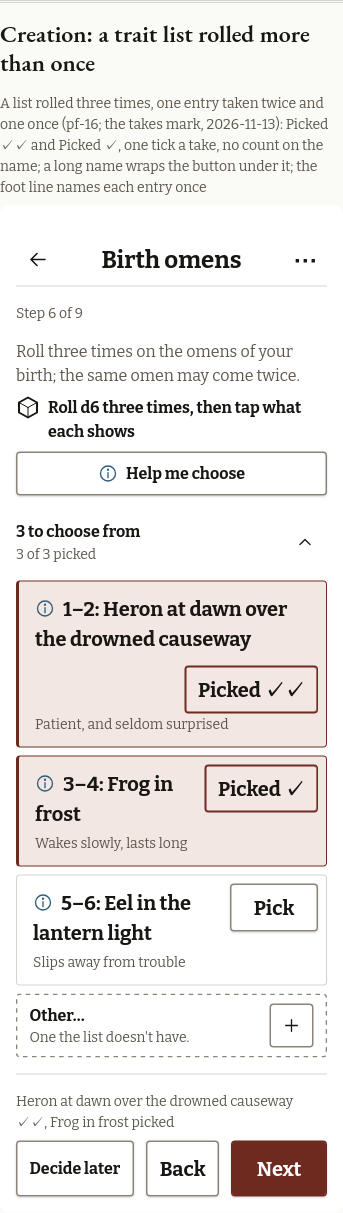 Creation: a trait list rolled more
than once
A list rolled three times, one entry taken twice and
one once (pf-16; the takes mark, 2026-11-13): Picked
✓✓ and Picked ✓, one tick a take, no count on the
name; a long name wraps the button under it; the
foot line names each entry once
Birth omens
Step 6 of 9
Roll three times on the omens of your
birth; the same omen may come twice.
Roll d6 three times, then tap what
each shows
Help me choose
3 to choose from
3 of 3 picked
1–2: Heron at dawn over
the drowned causeway
Picked ✓✓
Patient, and seldom surprised
3–4: Frog in
frost
Picked ✓
Wakes slowly, lasts long
5–6: Eel in the
lantern light
Pick
Slips away from trouble
Other...
One the list doesn't have.
Heron at dawn over the drowned causeway
✓✓, Frog in frost picked
Decide later
Back
Next